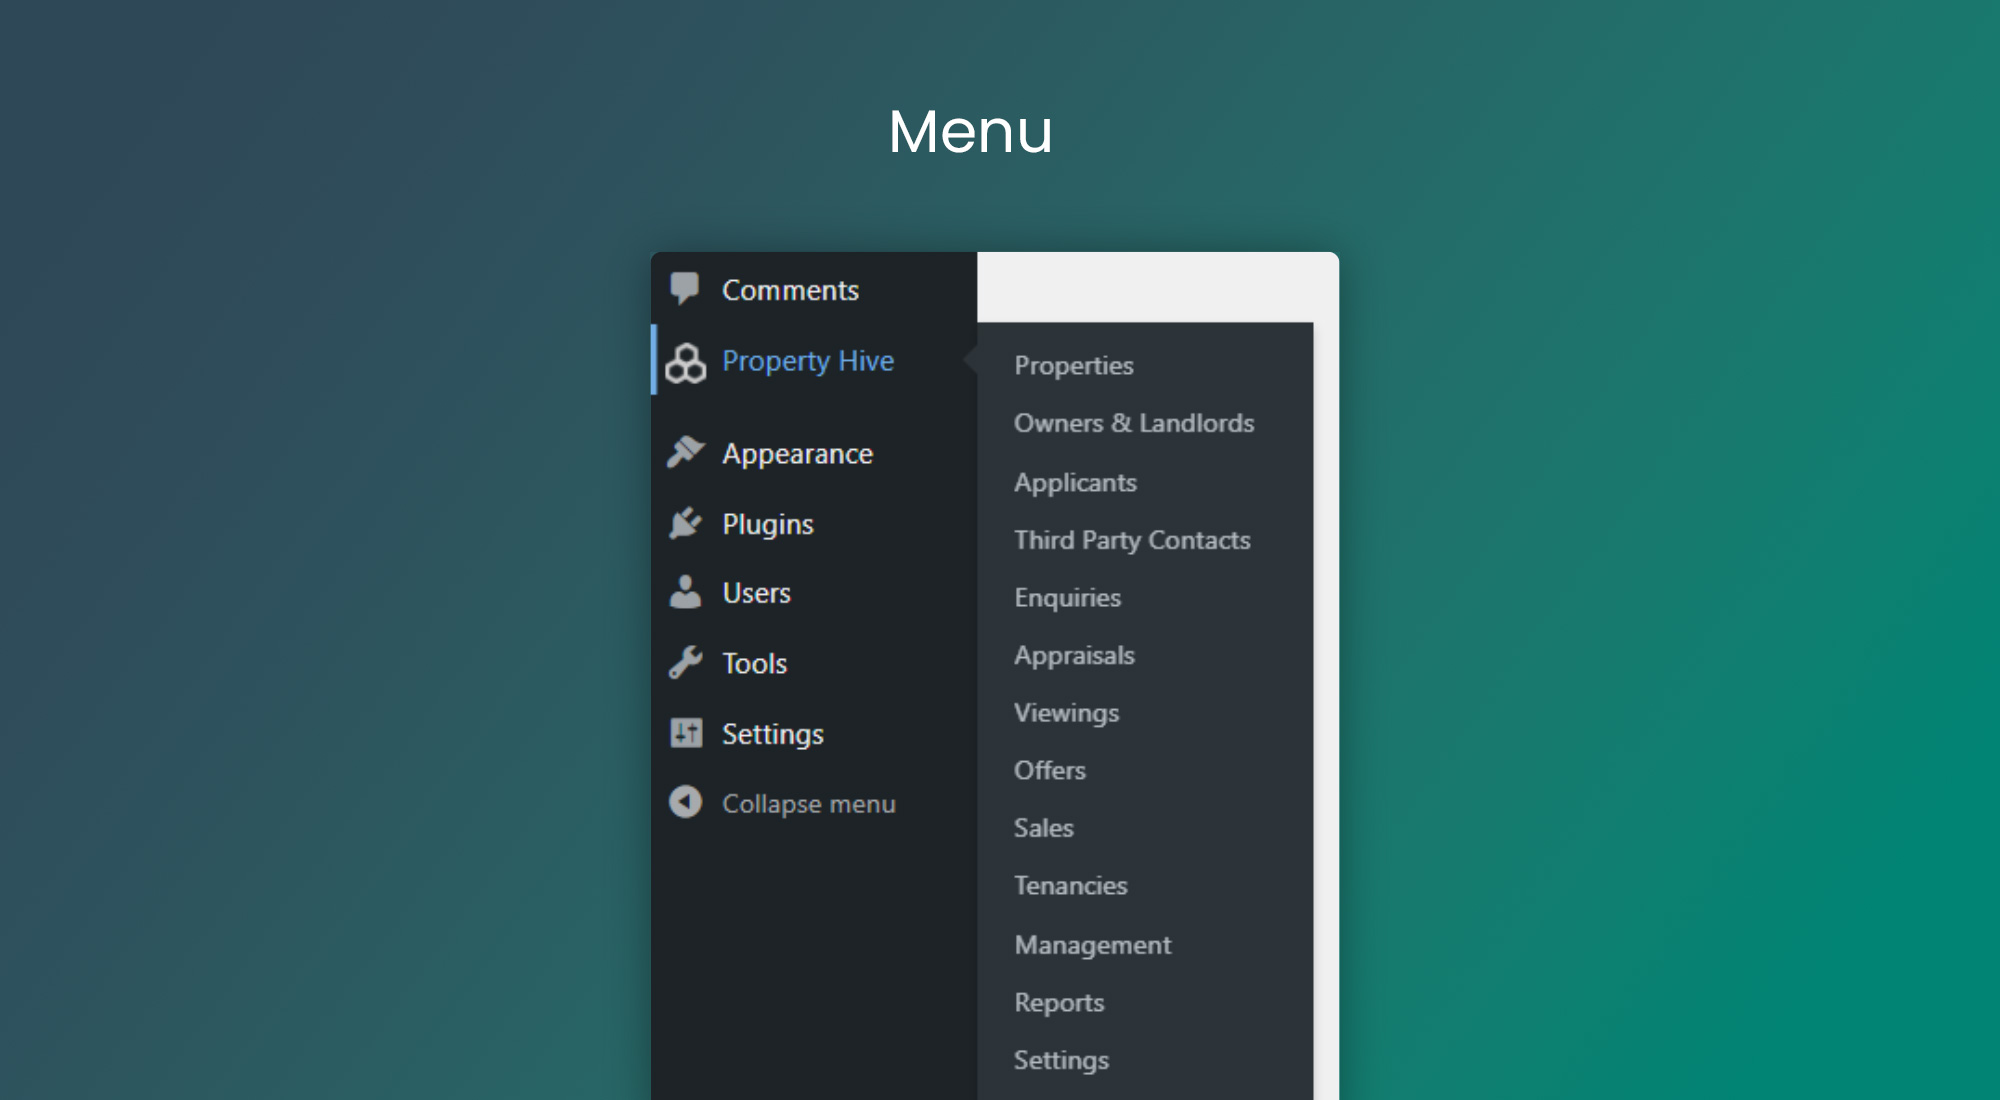 Menu
Comments
Property Hive
Appearance
Plugins
Users
Tools
Settings
Collapse menu
Properties
Owners & Landlords
Applicants
Third Party Contacts
Enquiries
Appraisals
Viewings
Offers
Sales
Tenancies
Management
Reports
Settings